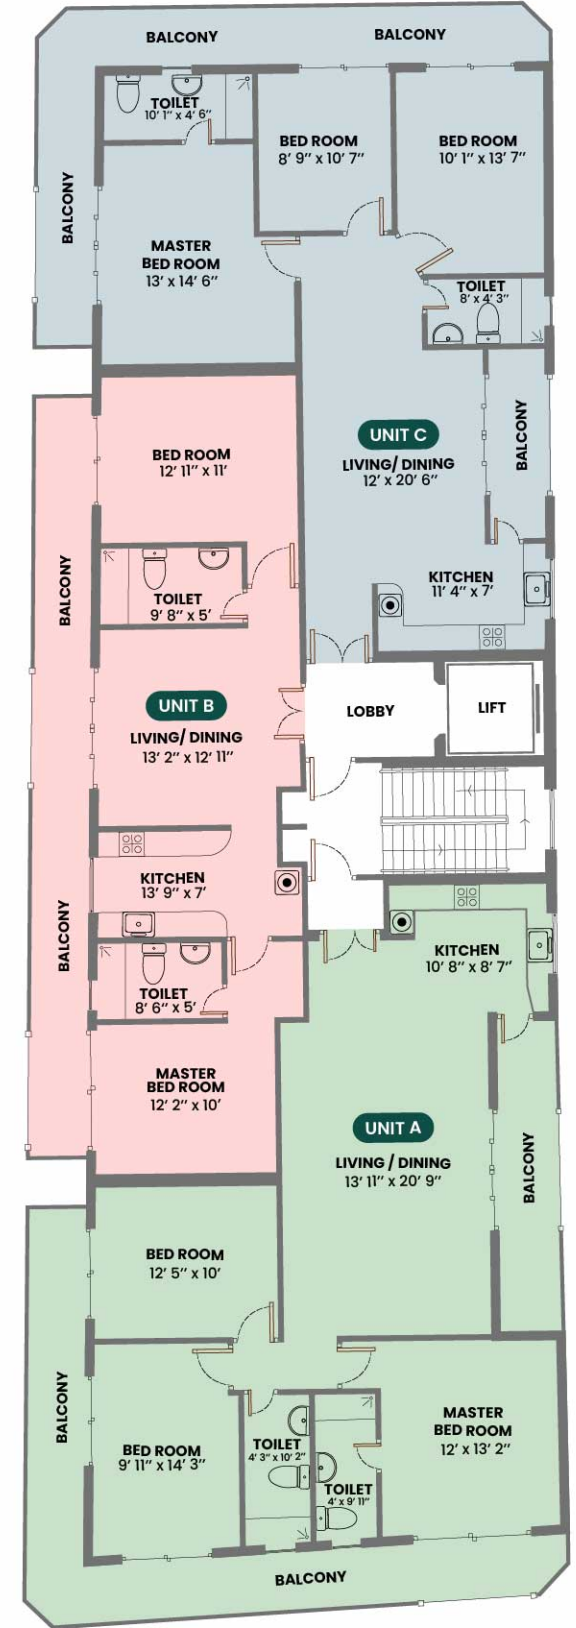 BALCONY
BALCONY
TOILET
10' 1" x 4' 6"
BED ROOM
8' 9" x 10' 7"
BED ROOM
10' 1" x 13' 7"
BALCONY
MASTER
BED ROOM
13' x 14' 6"
TOILET
8' x 4' 3"
UNIT C
LIVING/ DINING
12' x 20' 6"
BALCONY
BED ROOM
12' 11" x 11'
BALCONY
TOILET
9' 8" x 5'
KITCHEN
11' 4" x 7'
UNIT B
LIVING/ DINING
13' 2" x 12' 11"
LOBBY
LIFT
KITCHEN
13' 9" x 7'
BALCONY
TOILET
8' 6" x 5'
KITCHEN
10' 8" x 8' 7"
MASTER
BED ROOM
12' 2" x 10'
UNIT A
LIVING / DINING
13' 11" x 20' 9"
BALCONY
BED ROOM
12' 5" x 10'
BALCONY
BED ROOM
9' 11" x 14' 3"
TOILET
4' 3" x 10' 2"
TOILET
4' x 9' 11"
MASTER
BED ROOM
12' x 13' 2"
BALCONY